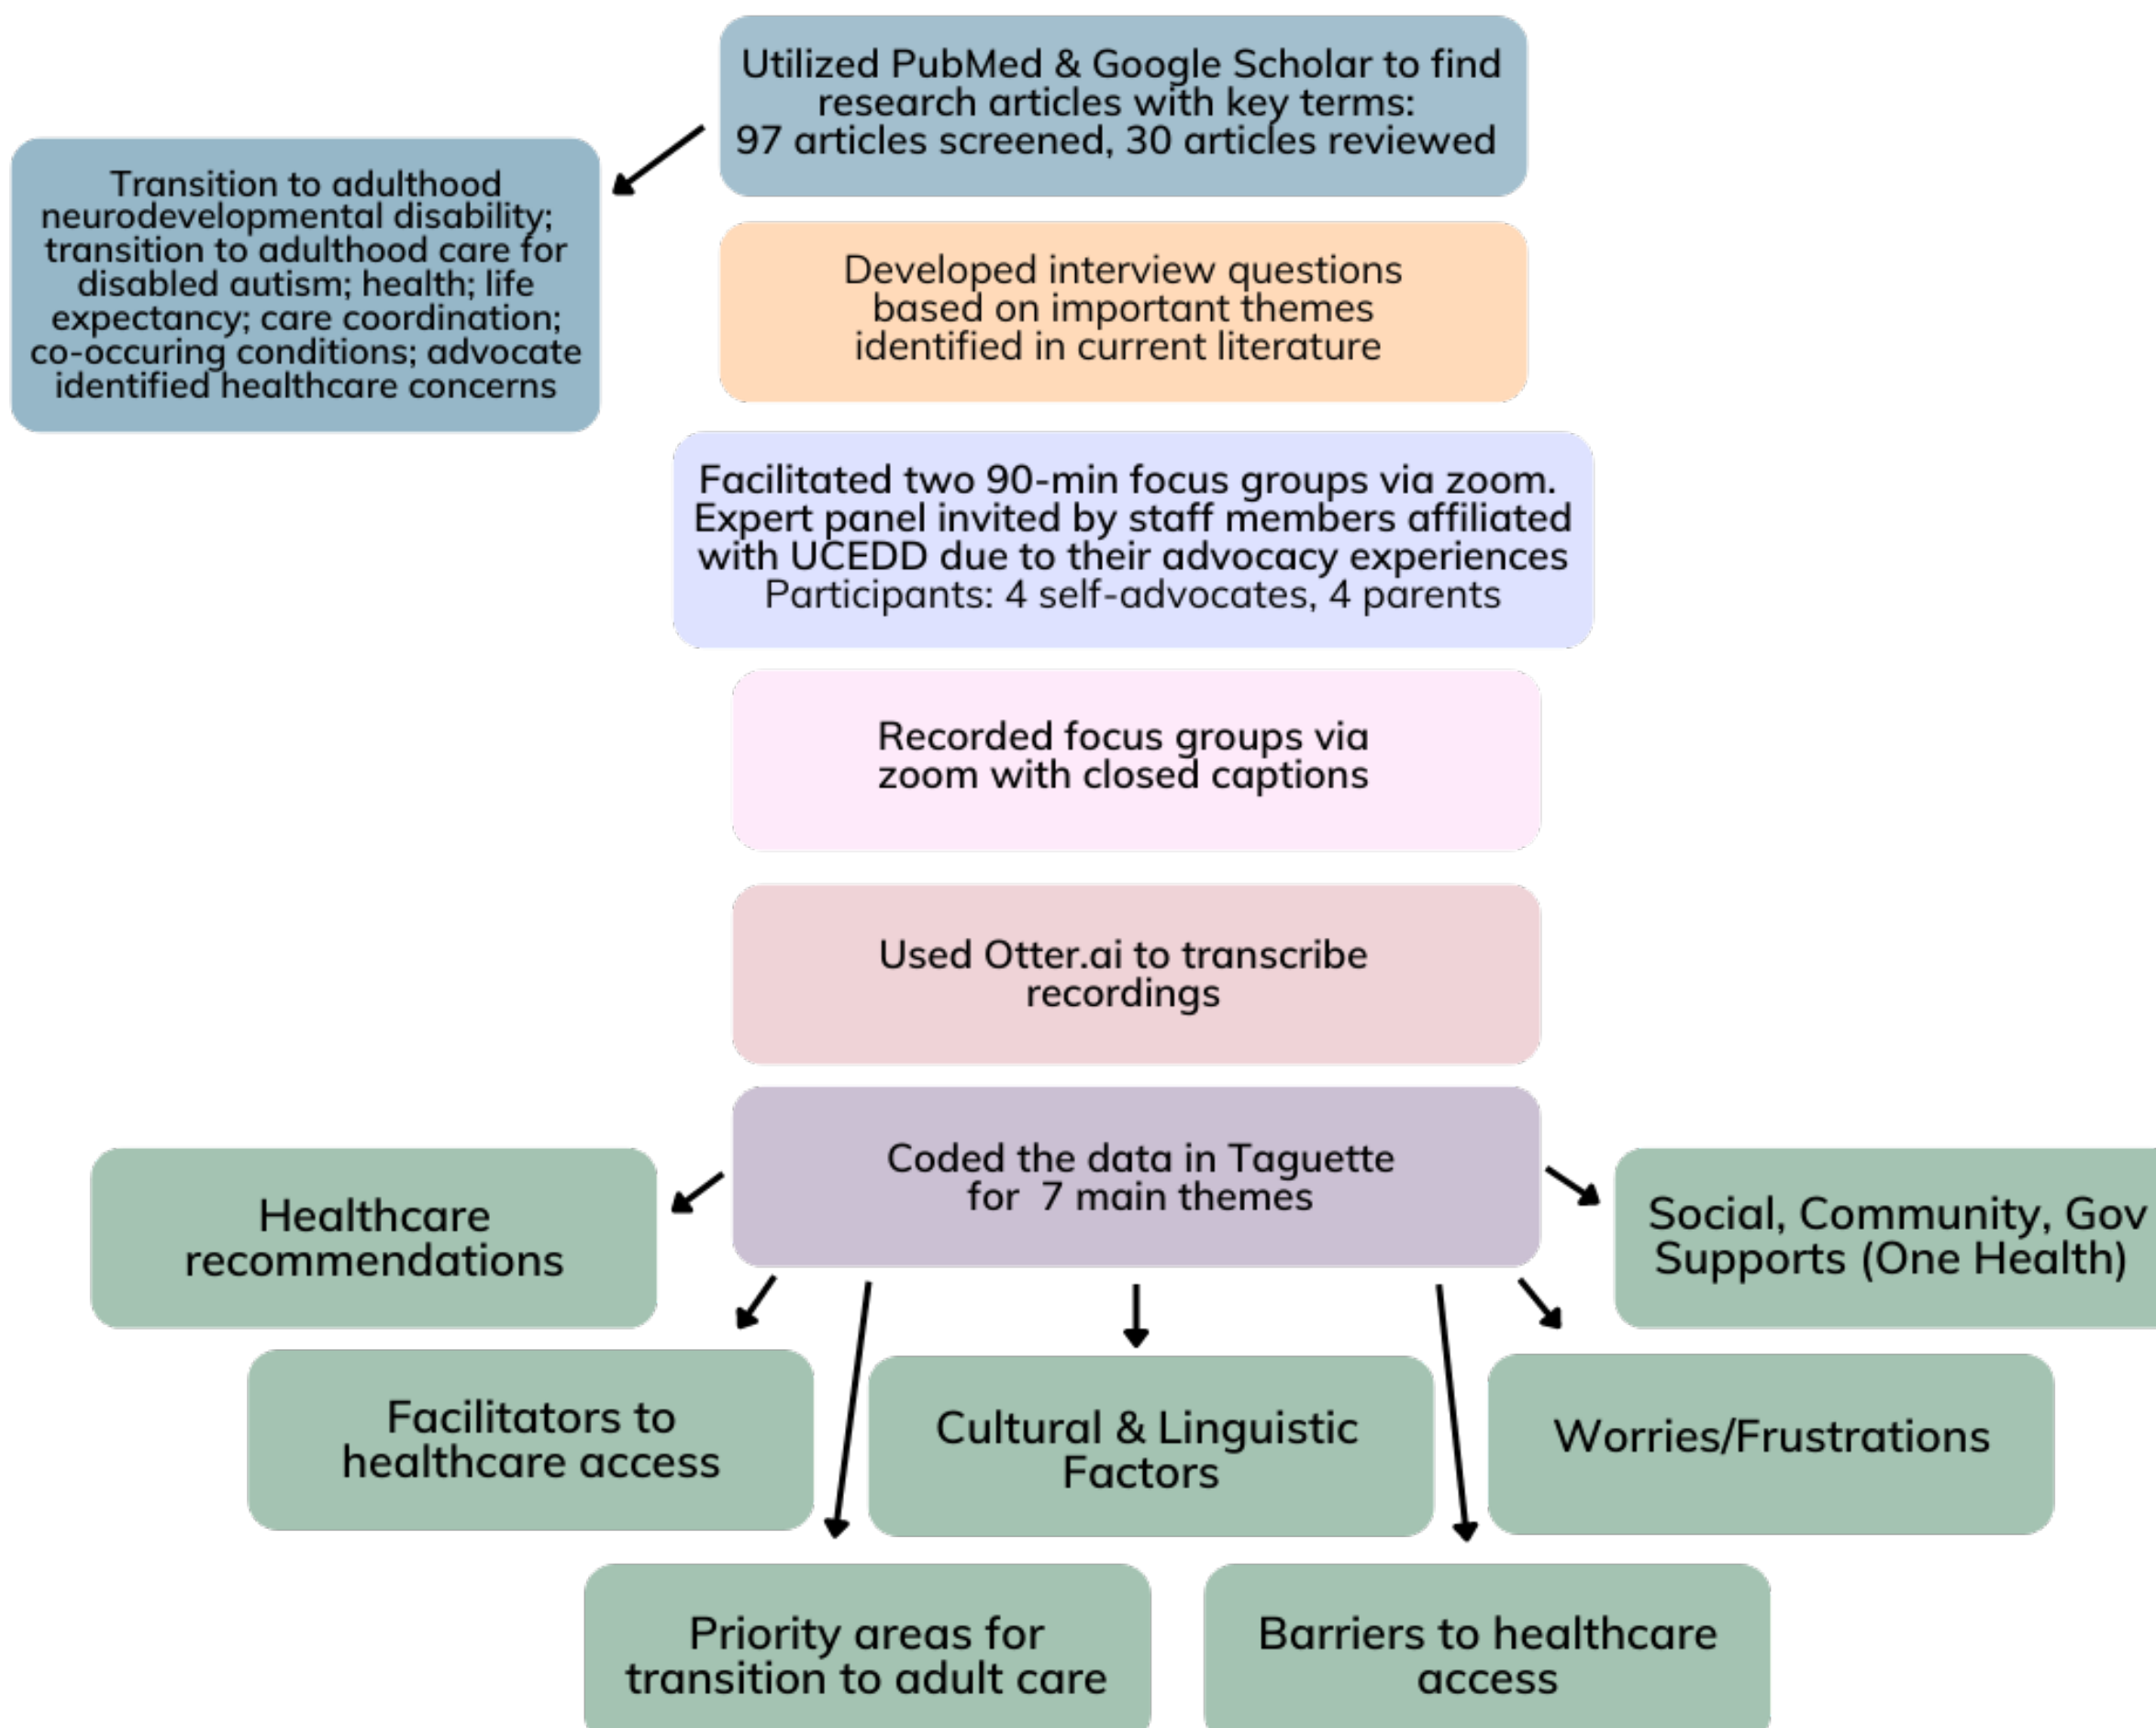 Utilized PubMed & Google Scholar to find
research articles with key terms:
97 articles screened, 30 articles reviewed
Transition to adulthood
neurodevelopmental disability;
transition to adulthood care for
disabled autism; health; life
expectancy; care coordination;
co-occuring conditions; advocate
identified healthcare concerns
Developed interview questions
based on important themes
identified in current literature
Facilitated two 90-min focus groups via zoom.
Expert panel invited by staff members affiliated
with UCEDD due to their advocacy experiences
Participants: 4 self-advocates, 4 parents
Recorded focus groups via
zoom with closed captions
Used Otter.ai to transcribe
recordings
Coded the data in Taguette
for 7 main themes
Healthcare
recommendations
Social, Community, Gov
Supports (One Health)
Facilitators to
healthcare access
Cultural & Linguistic
Factors
Worries/Frustrations
Priority areas for
transition to adult care
Barriers to healthcare
access